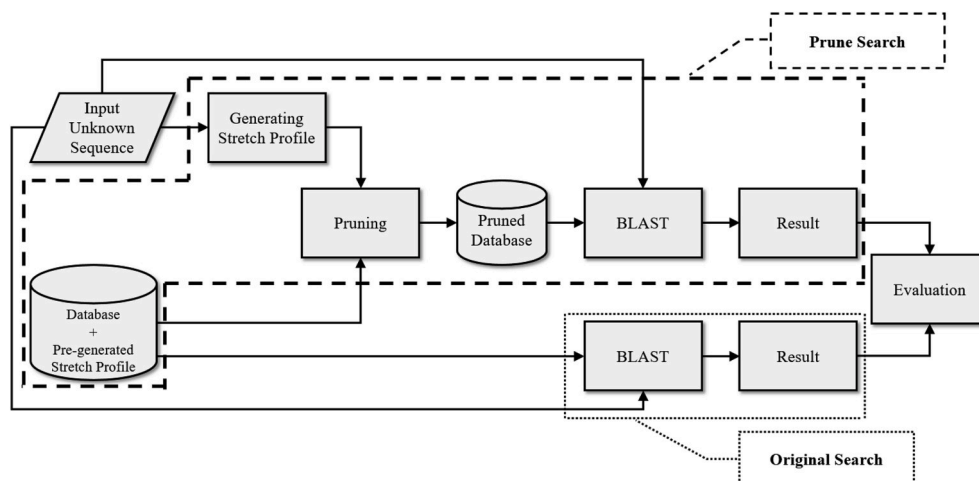 Prune Search
Input
Unknown
Sequence
Generating
Stretch Profile
Pruning
Pruned
Database
BLAST
Result
Evaluation
Database
+
Pre-generated
Stretch Profile
BLAST
Result
Original Search